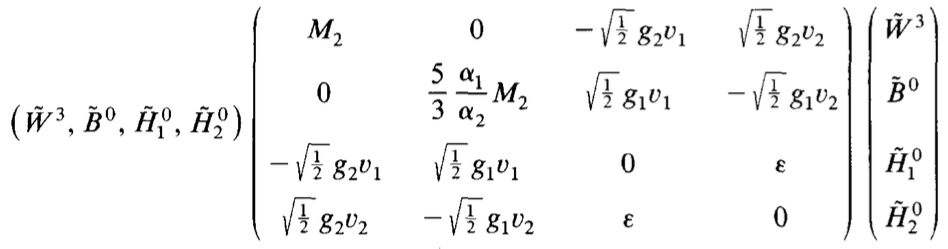 (W̃³, B̃⁰, H̃₁⁰, H̃₂⁰) ( M₂ 0 −√½ g₂v₁ √½ g₂v₂ ) ( W̃³ )
( 0 5/3 α₁/α₂ M₂ √½ g₁v₁ −√½ g₁v₂ ) ( B̃⁰ )
( −√½ g₂v₁ √½ g₁v₁ 0 ε ) ( H̃₁⁰ )
( √½ g₂v₂ −√½ g₁v₂ ε 0 ) ( H̃₂⁰ )